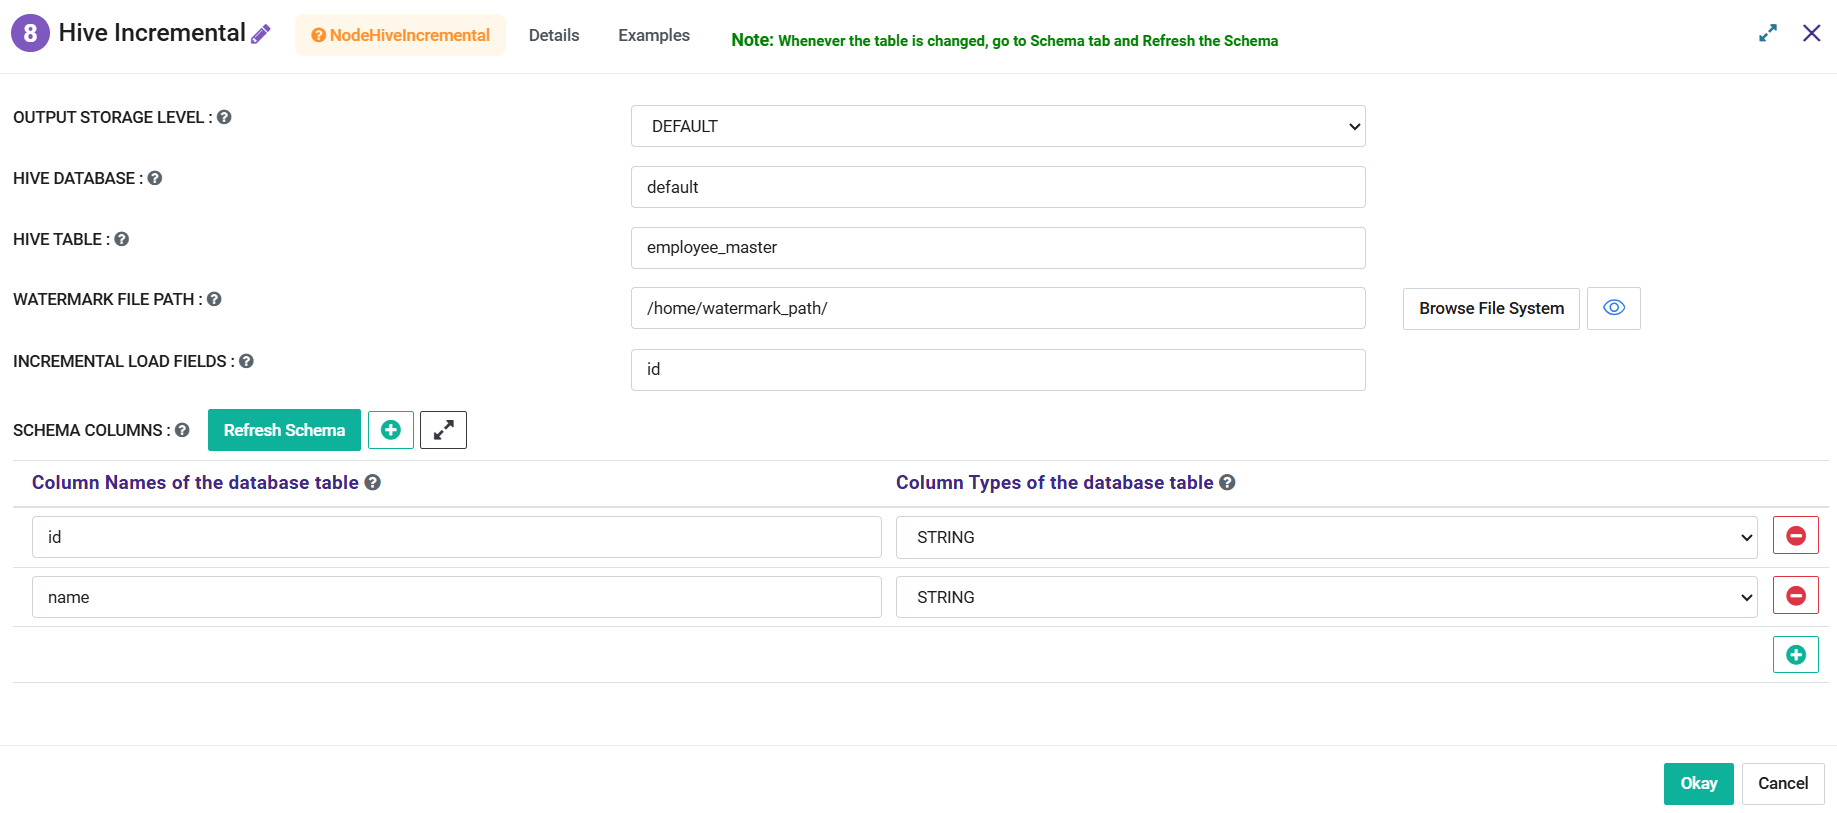 8 Hive Incremental NodeHiveIncremental Details Examples Note: Whenever the table is changed, go to Schema tab and Refresh the Schema
OUTPUT STORAGE LEVEL : DEFAULT
HIVE DATABASE : default
HIVE TABLE : employee_master
WATERMARK FILE PATH : /home/watermark_path/ Browse File System
INCREMENTAL LOAD FIELDS : id
SCHEMA COLUMNS : Refresh Schema
Column Names of the database table Column Types of the database table
id STRING
name STRING
Okay Cancel